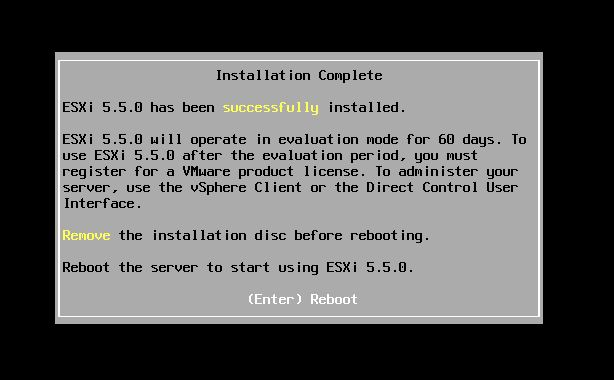 Installation Complete
ESXi 5.5.0 has been successfully installed.
ESXi 5.5.0 will operate in evaluation mode for 60 days. To
use ESXi 5.5.0 after the evaluation period, you must
register for a VMware product license. To administer your
server, use the vSphere Client or the Direct Control User
Interface.
Remove the installation disc before rebooting.
Reboot the server to start using ESXi 5.5.0.
(Enter) Reboot